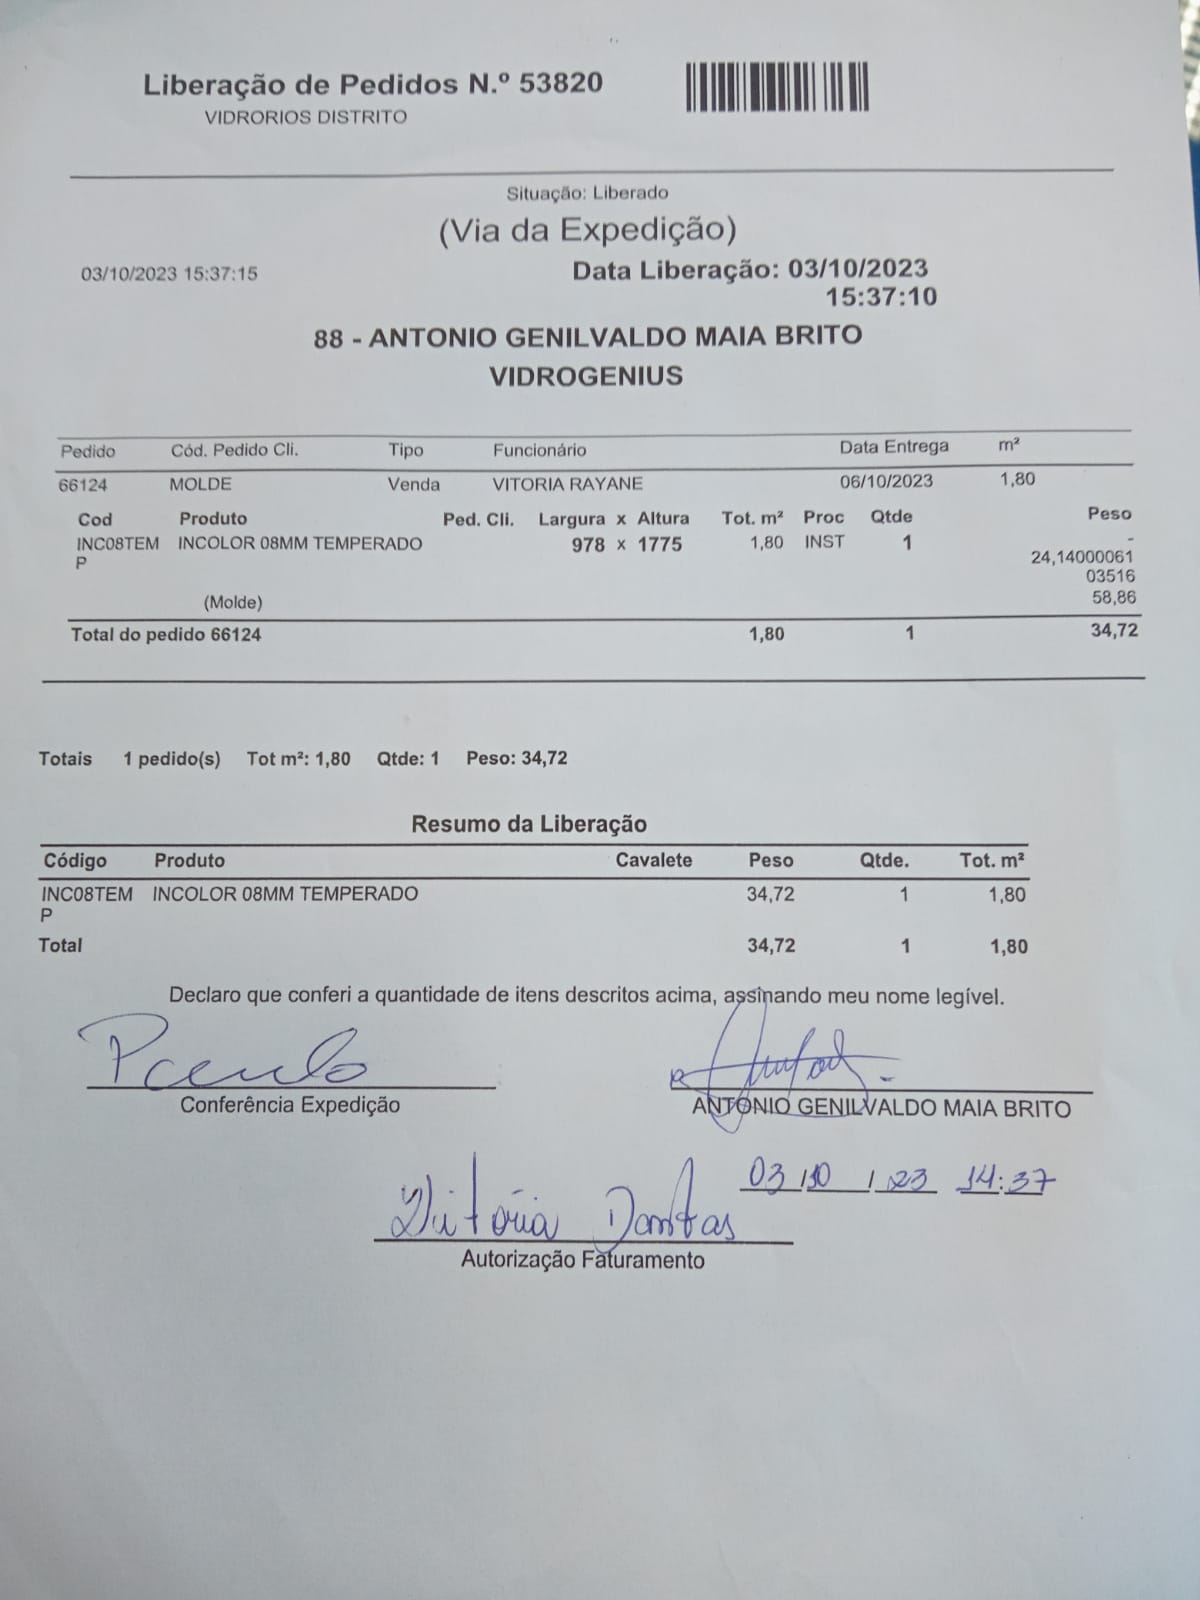 Liberação de Pedidos N.º 53820
VIDRORIOS DISTRITO
Situação: Liberado
(Via da Expedição)
03/10/2023 15:37:15
Data Liberação: 03/10/2023
15:37:10
88 - ANTONIO GENILVALDO MAIA BRITO
VIDROGENIUS
Pedido Cód. Pedido Cli. Tipo Funcionário Data Entrega m²
66124 MOLDE Venda VITORIA RAYANE 06/10/2023 1,80
Cod Produto Ped. Cli. Largura x Altura Tot. m² Proc Qtde Peso
INC08TEM INCOLOR 08MM TEMPERADO 978 x 1775 1,80 INST 1 -
P 24,14000061
03516
(Molde) 58,86
Total do pedido 66124 1,80 1 34,72
Totais 1 pedido(s) Tot m²: 1,80 Qtde: 1 Peso: 34,72
Resumo da Liberação
Código Produto Cavalete Peso Qtde. Tot. m²
INC08TEM INCOLOR 08MM TEMPERADO 34,72 1 1,80
P
Total 34,72 1 1,80
Declaro que conferi a quantidade de itens descritos acima, assinando meu nome legível.
Conferência Expedição ANTONIO GENILVALDO MAIA BRITO
03/10/23 14:37
Vitória Dantas
Autorização Faturamento